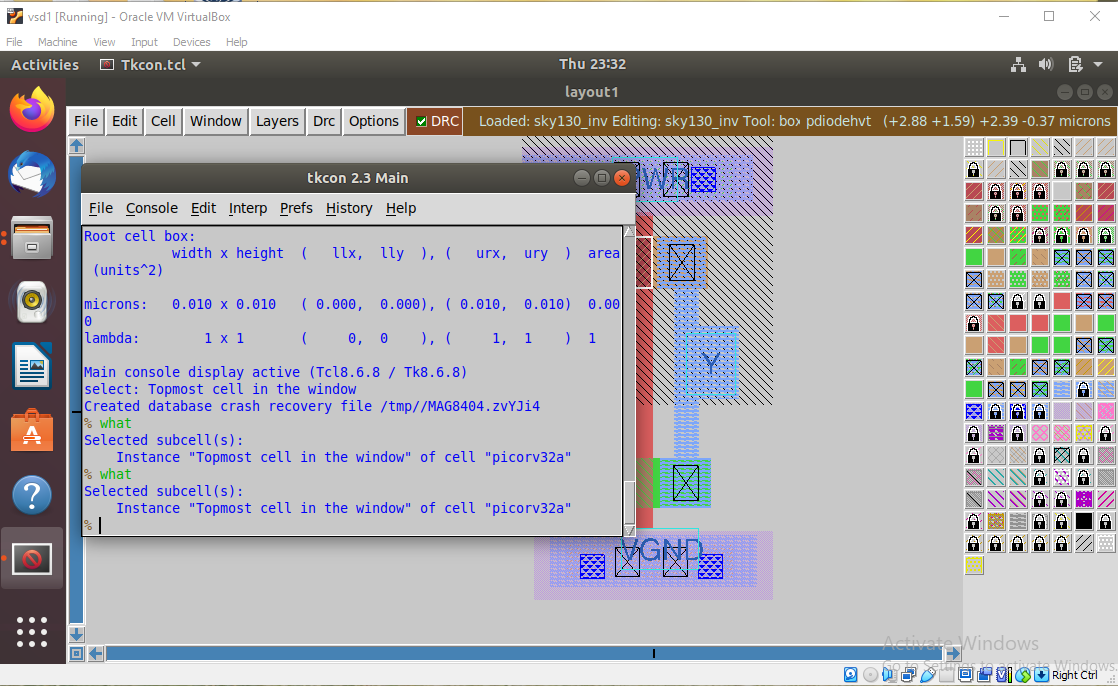 vsd1 [Running] - Oracle VM VirtualBox
File Machine View Input Devices Help
Activities Tkcon.tcl Thu 23:32
layout1
File Edit Cell Window Layers Drc Options DRC Loaded: sky130_inv Editing: sky130_inv Tool: box pdiodehvt (+2.88 +1.59) +2.39 -0.37 microns
PWR
tkcon 2.3 Main
File Console Edit Interp Prefs History Help
Root cell box:
width x height ( llx, lly ), ( urx, ury ) area
(units^2)
microns: 0.010 x 0.010 ( 0.000, 0.000), ( 0.010, 0.010) 0.00
0
lambda: 1 x 1 ( 0, 0 ), ( 1, 1 ) 1
Main console display active (Tcl8.6.8 / Tk8.6.8)
select: Topmost cell in the window
Created database crash recovery file /tmp//MAG8404.zvYJi4
% what
Selected subcell(s):
Instance "Topmost cell in the window" of cell "picorv32a"
% what
Selected subcell(s):
Instance "Topmost cell in the window" of cell "picorv32a"
%
Y
VGND
Activate Windows
Go to Settings to activate Windows.
Right Ctrl